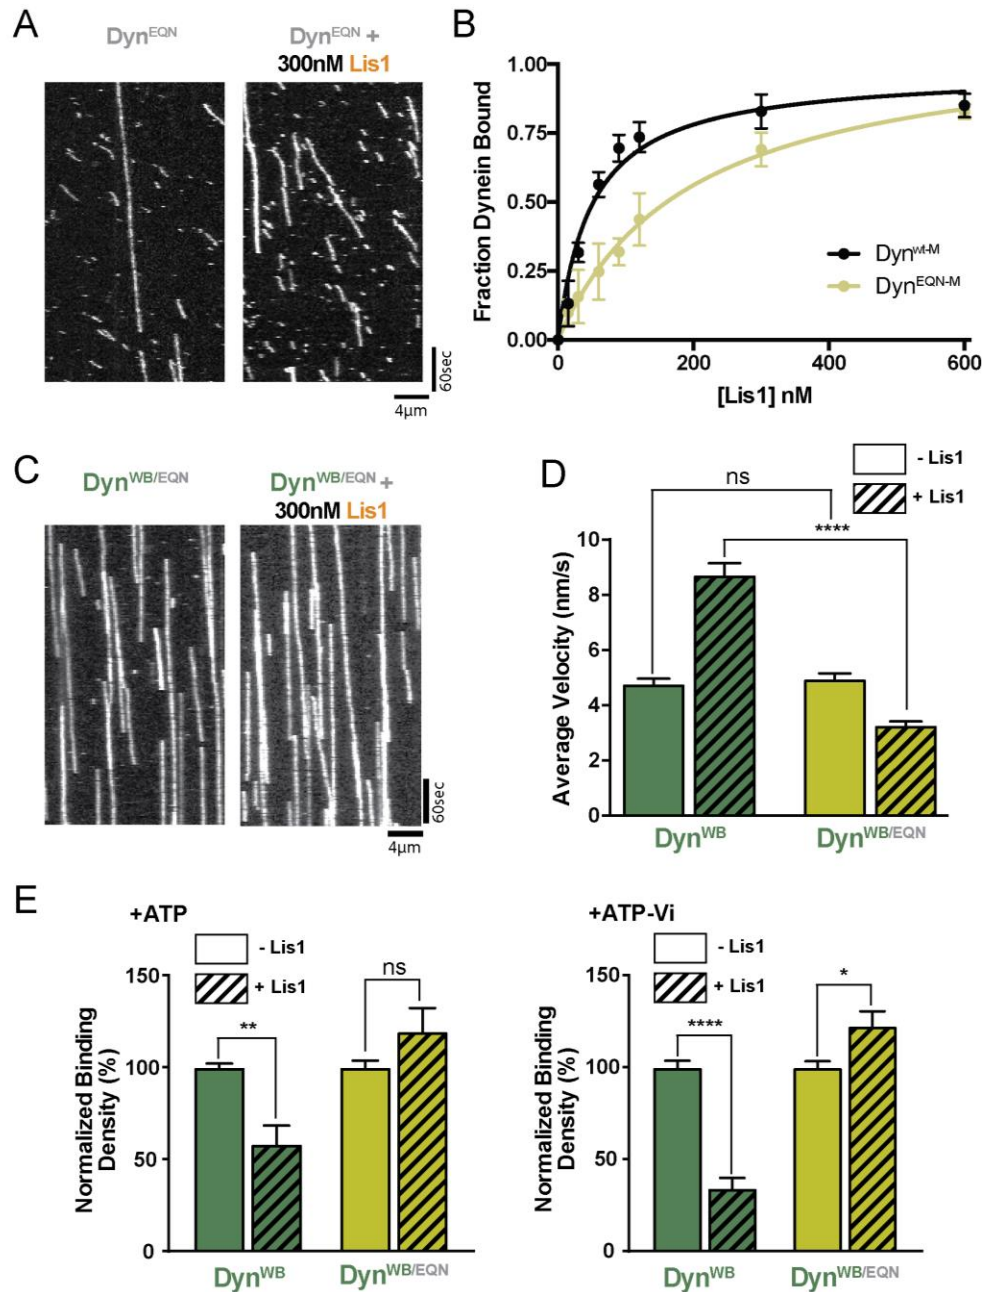 A
Dyn^EQN
Dyn^EQN +
300nM Lis1
60sec
4μm
B
1.00
0.75
0.50
0.25
0.00
Fraction Dynein Bound
Dyn^wt-M
Dyn^EQN-M
0
200
400
600
[Lis1] nM
C
Dyn^WB/EQN
Dyn^WB/EQN +
300nM Lis1
60sec
4μm
D
- Lis1
+ Lis1
ns
****
10
8
6
4
2
0
Average Velocity (nm/s)
Dyn^WB
Dyn^WB/EQN
E
+ATP
- Lis1
+ Lis1
ns
**
150
100
50
0
Normalized Binding
Density (%)
Dyn^WB
Dyn^WB/EQN
+ATP-Vi
- Lis1
+ Lis1
*
****
150
100
50
0
Normalized Binding
Density (%)
Dyn^WB
Dyn^WB/EQN